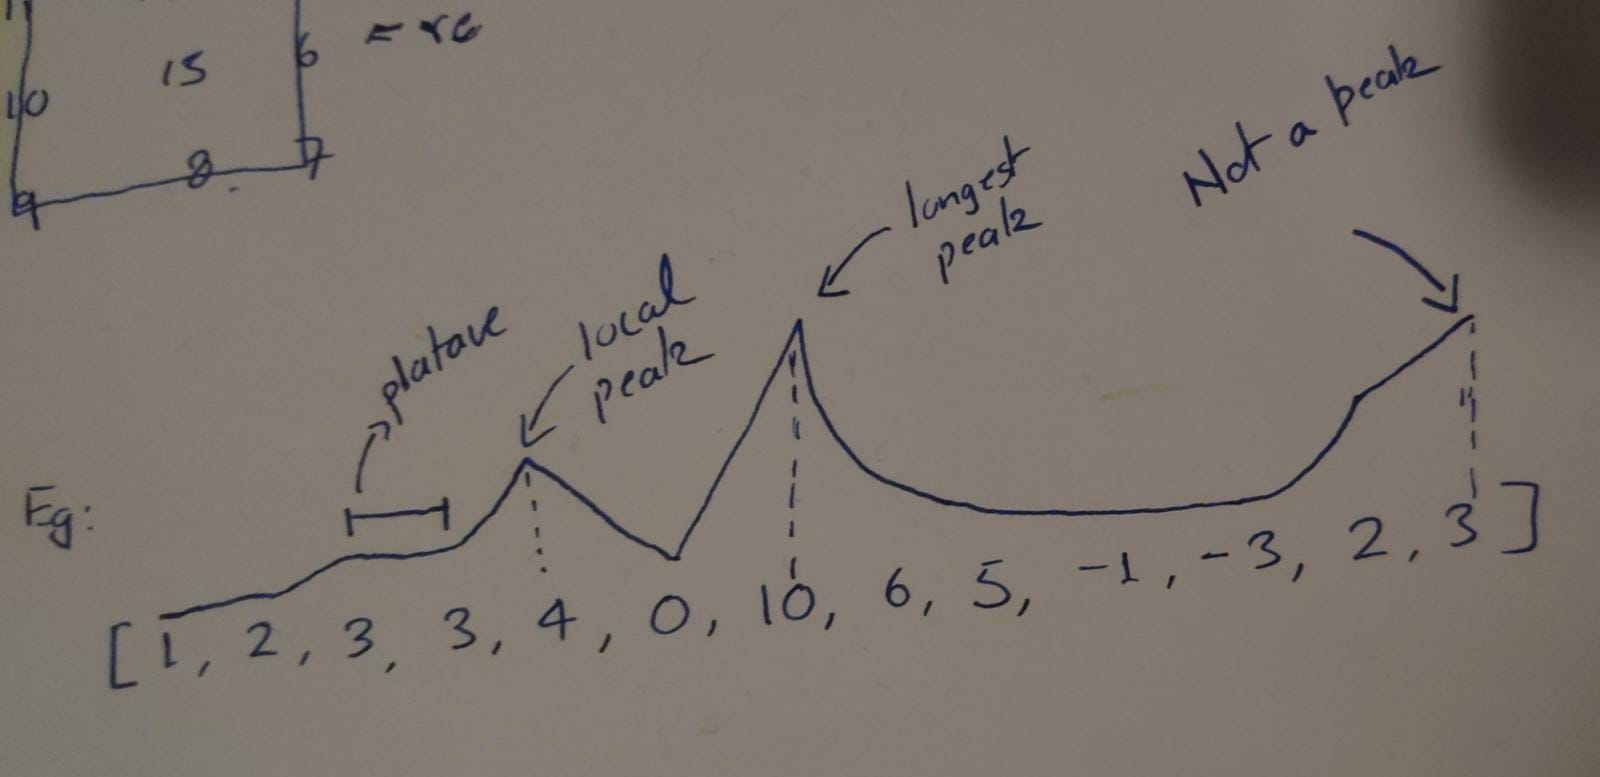 = re
6
15
10
8
7
9
Not a peak
longest
peak
local
peak
platave
Eg:
[1, 2, 3, 3, 4, 0, 10, 6, 5, -1, -3, 2, 3]